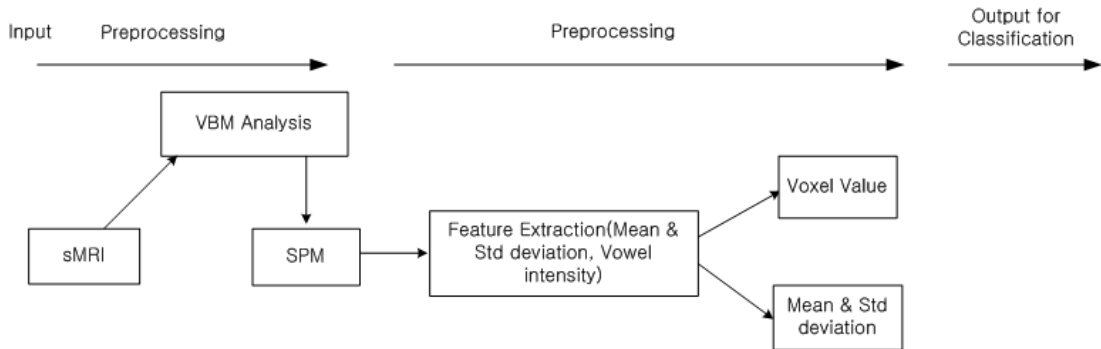 Input
Preprocessing
Preprocessing
Output for
Classification
VBM Analysis
sMRI
SPM
Feature Extraction(Mean &
Std deviation, Vowel
intensity)
Voxel Value
Mean & Std
deviation